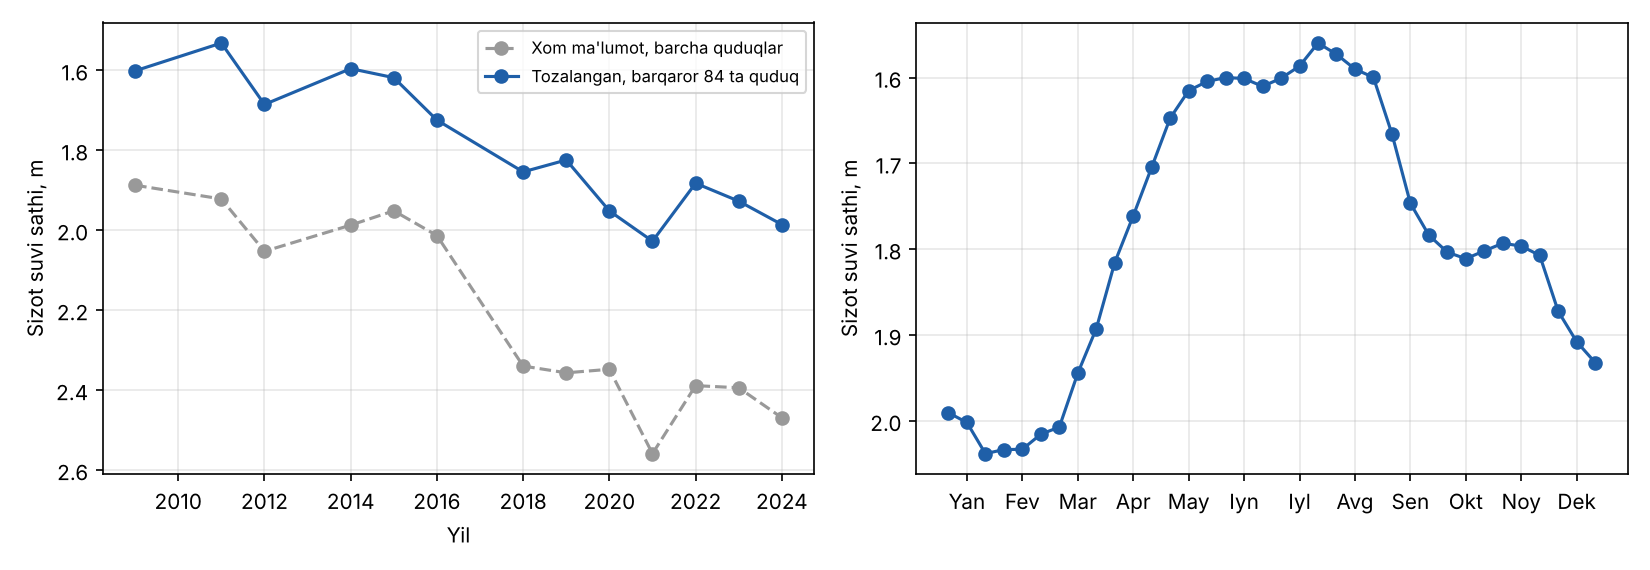 Xom ma'lumot, barcha quduqlar
Tozalangan, barqaror 84 ta quduq
Sizot suvi sathi, m
1.6
1.8
2.0
2.2
2.4
2.6
2010 2012 2014 2016 2018 2020 2022 2024
Yil
Sizot suvi sathi, m
1.6
1.7
1.8
1.9
2.0
Yan Fev Mar Apr May Iyn Iyl Avg Sen Okt Noy Dek